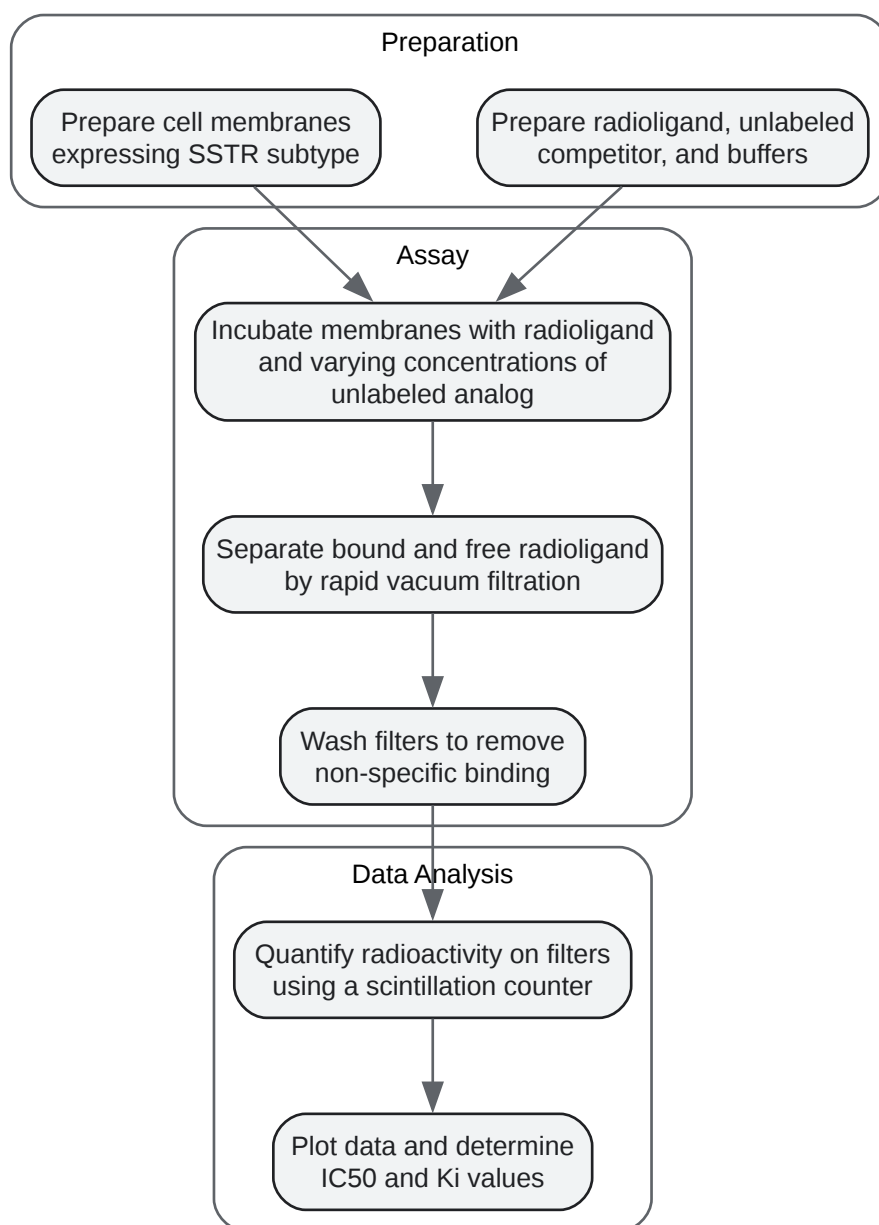 Preparation
Prepare cell membranes
expressing SSTR subtype
Prepare radioligand, unlabeled
competitor, and buffers
Assay
Incubate membranes with radioligand
and varying concentrations of
unlabeled analog
Separate bound and free radioligand
by rapid vacuum filtration
Wash filters to remove
non-specific binding
Data Analysis
Quantify radioactivity on filters
using a scintillation counter
Plot data and determine
IC50 and Ki values